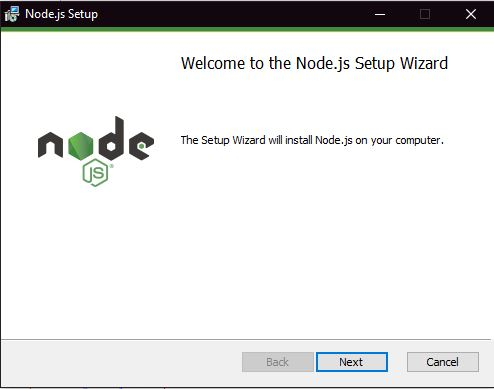 Node.js Setup
Welcome to the Node.js Setup Wizard
The Setup Wizard will install Node.js on your computer.
node
JS®
Back
Next
Cancel